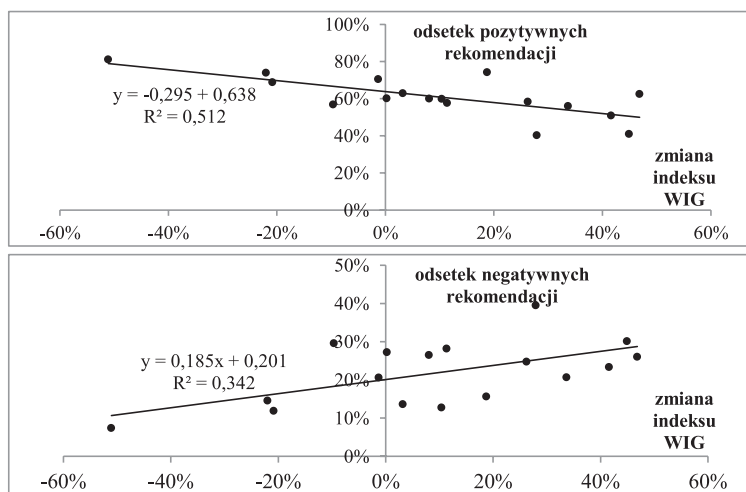 100%
odsetek pozytywnych
rekomendacji
80%
y = -0,295 + 0,638
R² = 0,512
60%
40%
zmiana
indeksu
WIG
20%
0%
-60% -40% -20% 0% 20% 40% 60%
50%
odsetek negatywnych
rekomendacji
40%
y = 0,185x + 0,201
R² = 0,342
30%
20%
zmiana
indeksu
WIG
10%
0%
-60% -40% -20% 0% 20% 40% 60%